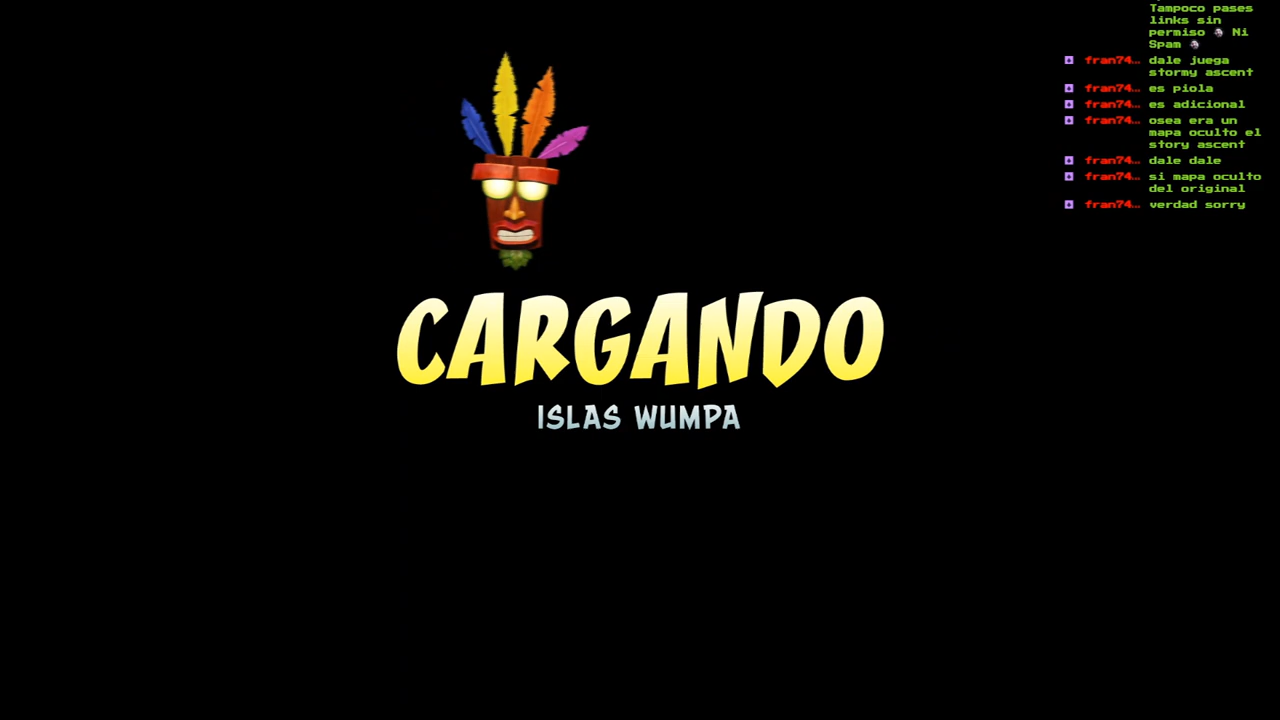 Tampoco pases
links sin
permiso Ni
Spam
fran74… dale juega
stormy ascent
fran74… es piola
fran74… es adicional
fran74… osea era un
mapa oculto el
story ascent
fran74… dale dale
fran74… si mapa oculto
del original
fran74… verdad sorry
CARGANDO
ISLAS WUMPA